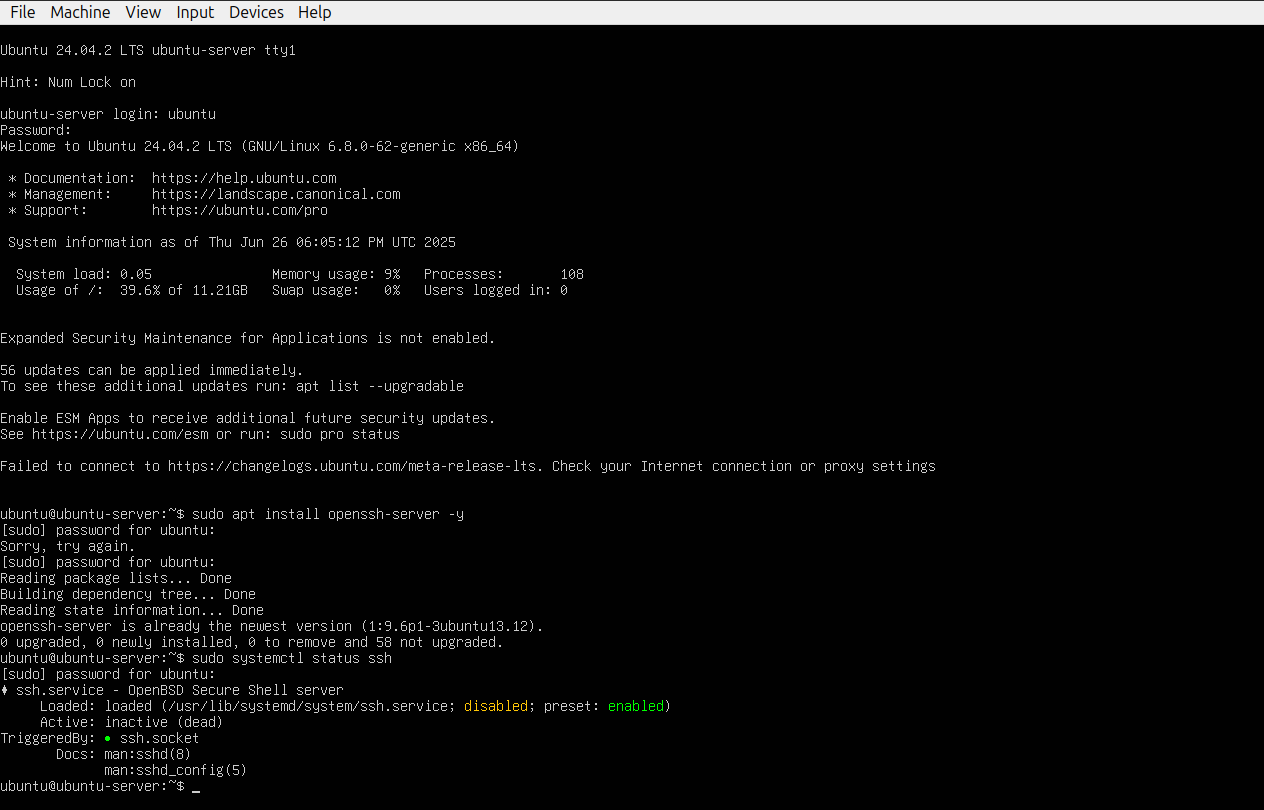 File Machine View Input Devices Help
Ubuntu 24.04.2 LTS ubuntu-server tty1
Hint: Num Lock on
ubuntu-server login: ubuntu
Password:
Welcome to Ubuntu 24.04.2 LTS (GNU/Linux 6.8.0-62-generic x86_64)
* Documentation:  https://help.ubuntu.com
* Management:     https://landscape.canonical.com
* Support:        https://ubuntu.com/pro
System information as of Thu Jun 26 06:05:12 PM UTC 2025
System load: 0.05               Memory usage: 9%   Processes:       108
Usage of /:  39.6% of 11.21GB   Swap usage:   0%   Users logged in: 0
Expanded Security Maintenance for Applications is not enabled.
56 updates can be applied immediately.
To see these additional updates run: apt list --upgradable
Enable ESM Apps to receive additional future security updates.
See https://ubuntu.com/esm or run: sudo pro status
Failed to connect to https://changelogs.ubuntu.com/meta-release-lts. Check your Internet connection or proxy settings
ubuntu@ubuntu-server:~$ sudo apt install openssh-server -y
[sudo] password for ubuntu:
Sorry, try again.
[sudo] password for ubuntu:
Reading package lists... Done
Building dependency tree... Done
Reading state information... Done
openssh-server is already the newest version (1:9.6p1-3ubuntu13.12).
0 upgraded, 0 newly installed, 0 to remove and 58 not upgraded.
ubuntu@ubuntu-server:~$ sudo systemctl status ssh
[sudo] password for ubuntu:
♦ ssh.service - OpenBSD Secure Shell server
Loaded: loaded (/usr/lib/systemd/system/ssh.service; disabled; preset: enabled)
Active: inactive (dead)
TriggeredBy: ● ssh.socket
Docs: man:sshd(8)
man:sshd_config(5)
ubuntu@ubuntu-server:~$ _